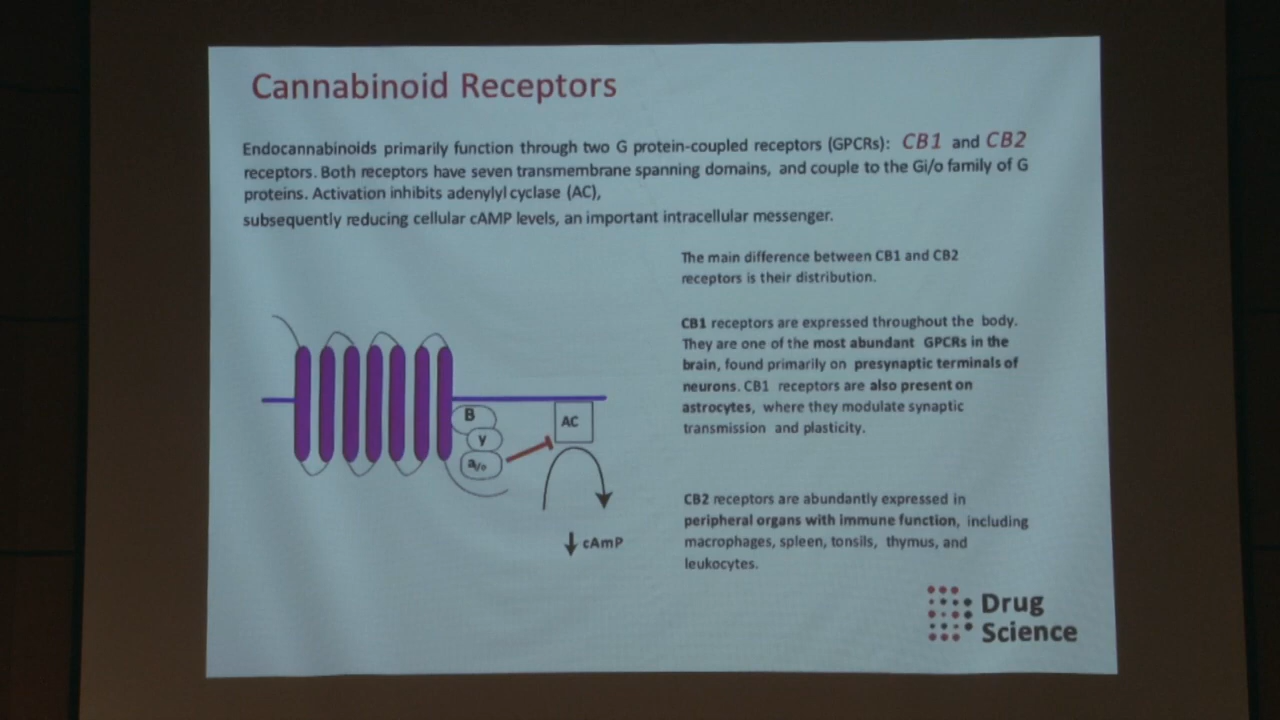 Cannabinoid Receptors
Endocannabinoids primarily function through two G protein-coupled receptors (GPCRs): CB1 and CB2
receptors. Both receptors have seven transmembrane spanning domains, and couple to the Gi/o family of G
proteins. Activation inhibits adenylyl cyclase (AC),
subsequently reducing cellular cAMP levels, an important intracellular messenger.
The main difference between CB1 and CB2
receptors is their distribution.
CB1 receptors are expressed throughout the body.
They are one of the most abundant GPCRs in the
brain, found primarily on presynaptic terminals of
neurons. CB1 receptors are also present on
astrocytes, where they modulate synaptic
transmission and plasticity.
B
y
a i/o
AC
cAmP
CB2 receptors are abundantly expressed in
peripheral organs with immune function, including
macrophages, spleen, tonsils, thymus, and
leukocytes.
Drug
Science